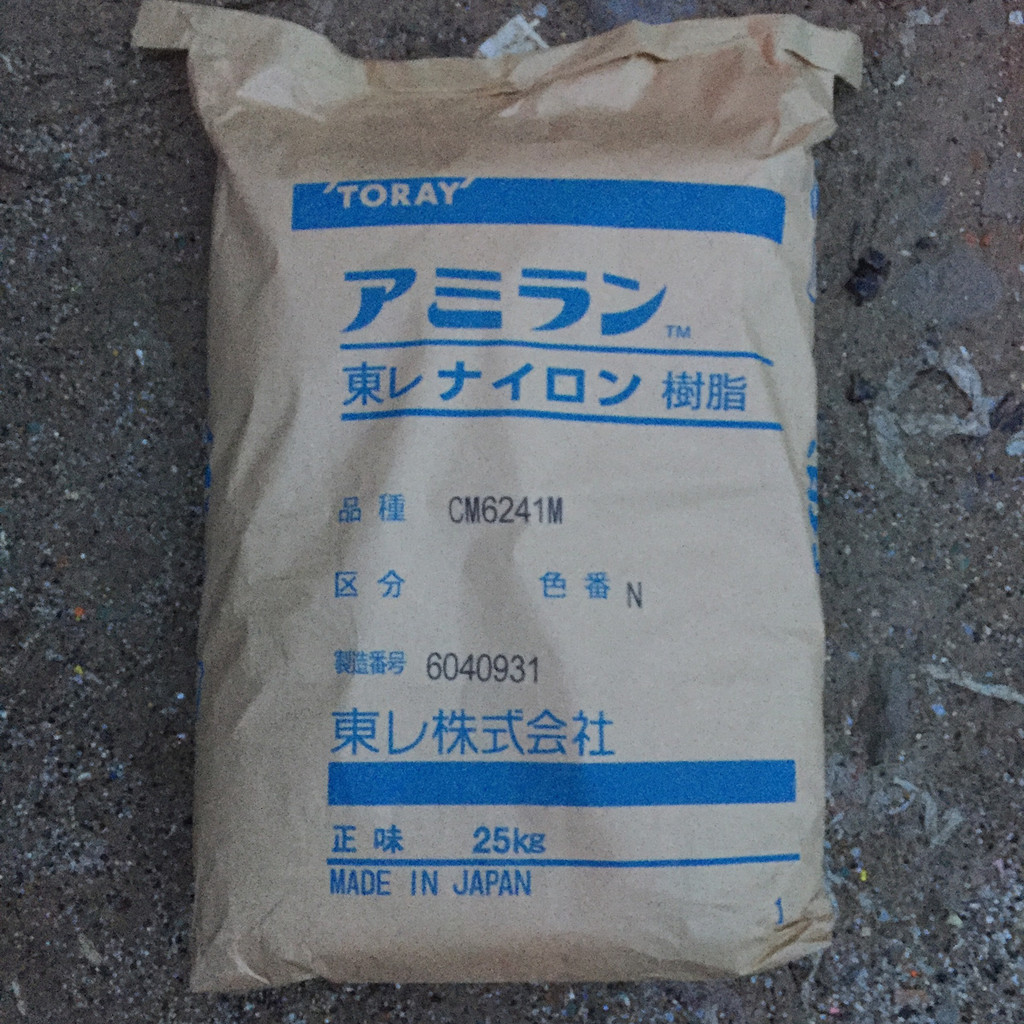 TORAY
アミラン™
東レナイロン樹脂
品種 CM6241M
区分 色番 N
製造番号 6040931
東レ株式会社
正味 25kg
MADE IN JAPAN
1